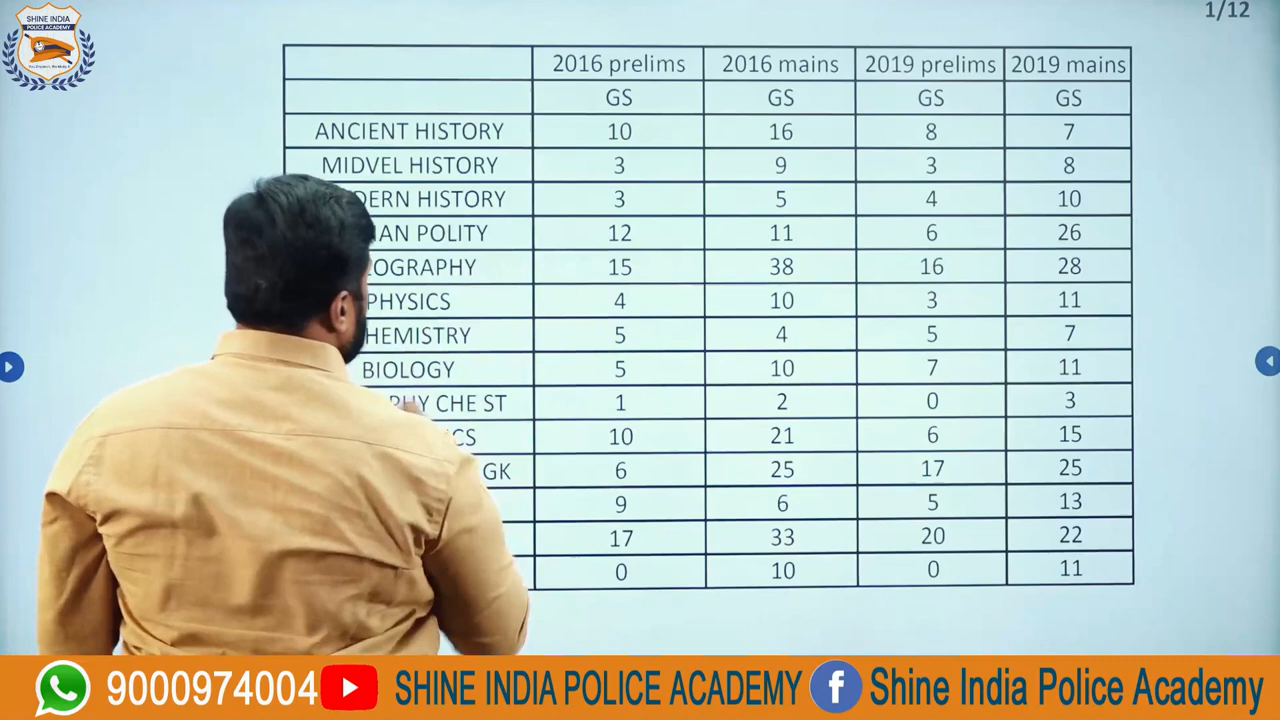 SHINE INDIA
POLICE ACADEMY
1/12
2016 prelims 2016 mains 2019 prelims 2019 mains
GS GS GS GS
ANCIENT HISTORY 10 16 8 7
MIDVEL HISTORY 3 9 3 8
DERN HISTORY 3 5 4 10
IAN POLITY 12 11 6 26
OGRAPHY 15 38 16 28
PHYSICS 4 10 3 11
HEMISTRY 5 4 5 7
BIOLOGY 5 10 7 11
PHY CHE ST 1 2 0 3
ICS 10 21 6 15
GK 6 25 17 25
9 6 5 13
17 33 20 22
0 10 0 11
9000974004 SHINE INDIA POLICE ACADEMY Shine India Police Academy